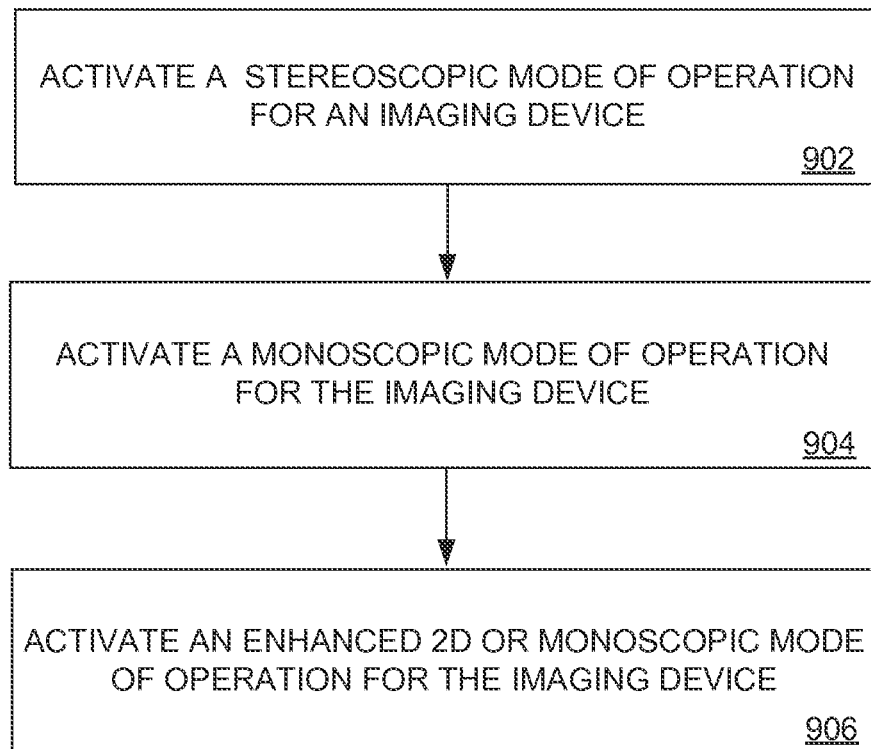 ACTIVATE A STEREOSCOPIC MODE OF OPERATION
FOR AN IMAGING DEVICE
902
ACTIVATE A MONOSCOPIC MODE OF OPERATION
FOR THE IMAGING DEVICE
904
ACTIVATE AN ENHANCED 2D OR MONOSCOPIC MODE
OF OPERATION FOR THE IMAGING DEVICE
906